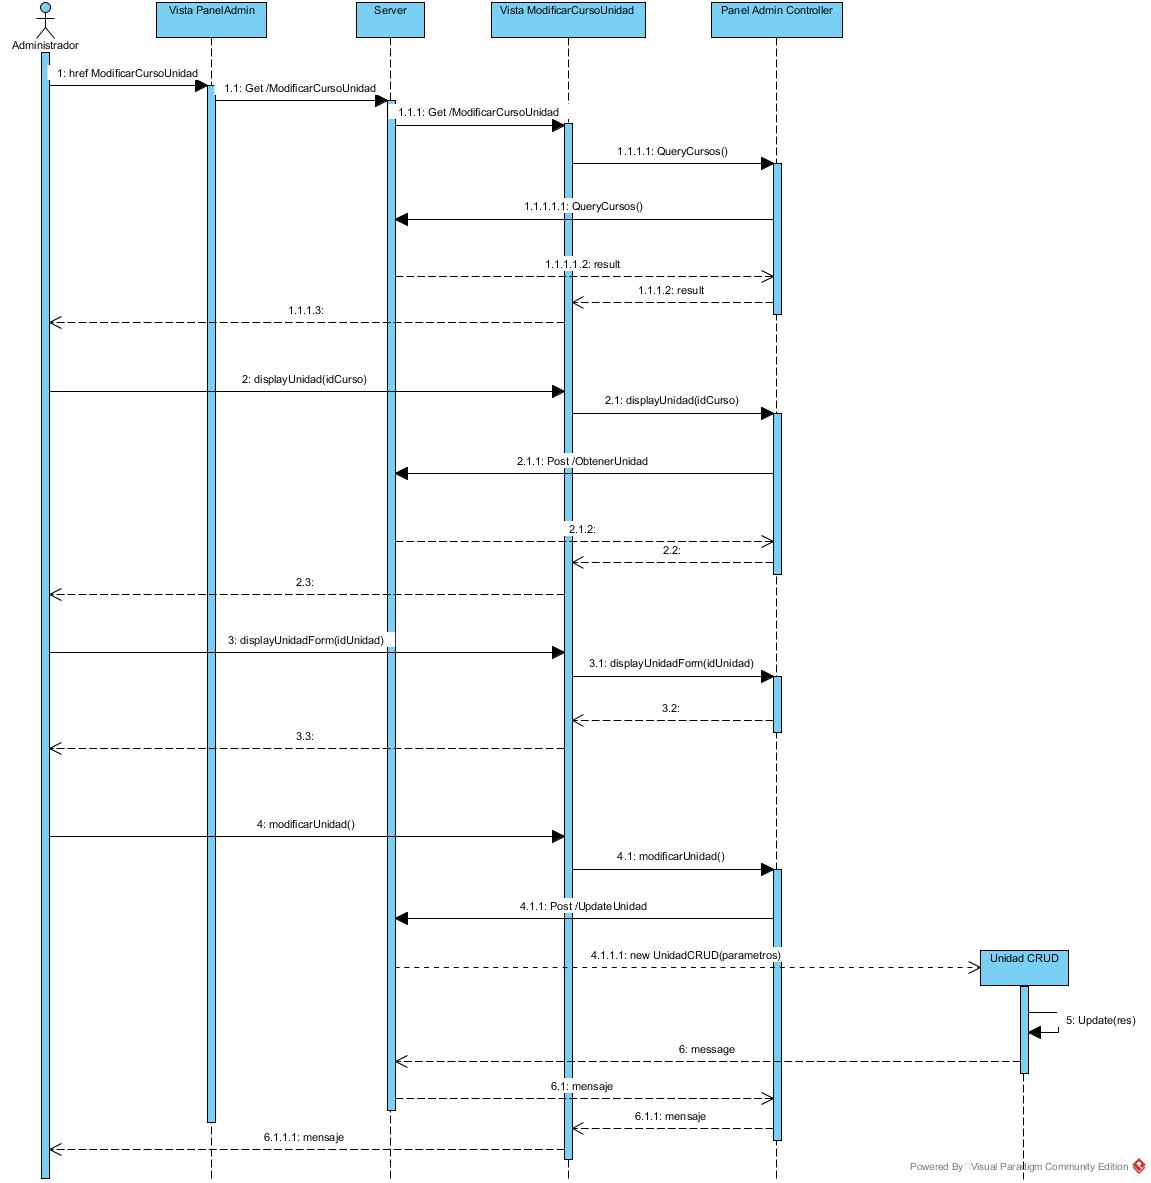 Vista PanelAdmin
Server
Vista ModificarCursoUnidad
Panel Admin Controller
Administrador
1: href ModificarCursoUnidad
1.1: Get /ModificarCursoUnidad
1.1.1: Get /ModificarCursoUnidad
1.1.1.1: QueryCursos()
1.1.1.1.1: QueryCursos()
1.1.1.1.2: result
1.1.1.2: result
1.1.1.3:
2: displayUnidad(idCurso)
2.1: displayUnidad(idCurso)
2.1.1: Post /ObtenerUnidad
2.1.2:
2.2:
2.3:
3: displayUnidadForm(idUnidad)
3.1: displayUnidadForm(idUnidad)
3.2:
3.3:
4: modificarUnidad()
4.1: modificarUnidad()
4.1.1: Post /UpdateUnidad
4.1.1.1: new UnidadCRUD(parametros)
Unidad CRUD
5: Update(res)
6: message
6.1: mensaje
6.1.1: mensaje
6.1.1.1: mensaje
Powered By Visual Paradigm Community Edition